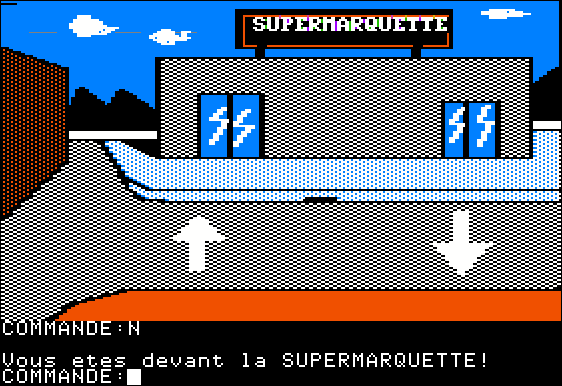 SUPERMARQUETTE
COMMANDE:N
Vous etes devant la SUPERMARQUETTE!
COMMANDE: